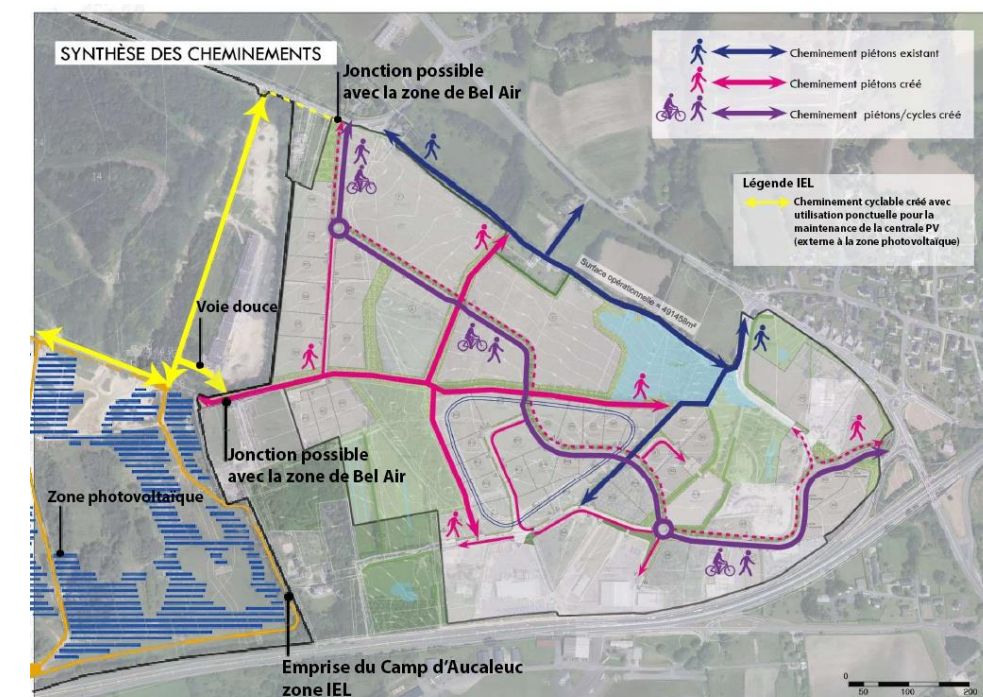 SYNTHÈSE DES CHEMINEMENTS
Jonction possible
avec la zone de Bel Air
Cheminement piétons existant
Cheminement piétons créé
Cheminement piétons/cycles créé
Légende IEL
Cheminement cyclable créé avec
utilisation ponctuelle pour la
maintenance de la centrale PV
(externe à la zone photovoltaïque)
Surface opérationnelle = 491458m²
Voie douce
Jonction possible
avec la zone de Bel Air
Zone photovoltaïque
Emprise du Camp d'Aucaleuc
zone IEL
0
50 100 200